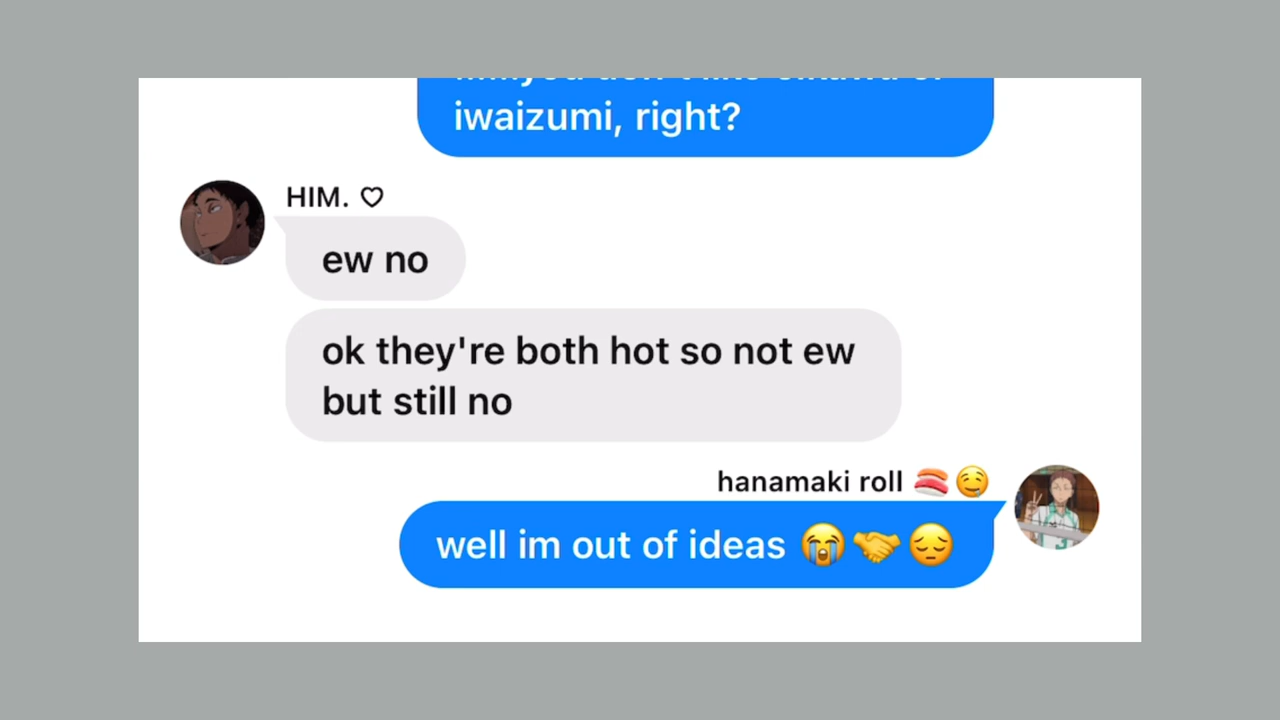 iwaizumi, right?
HIM. ♡
ew no
ok they're both hot so not ew
but still no
hanamaki roll 🍣🤤
well im out of ideas 😭🤝😔